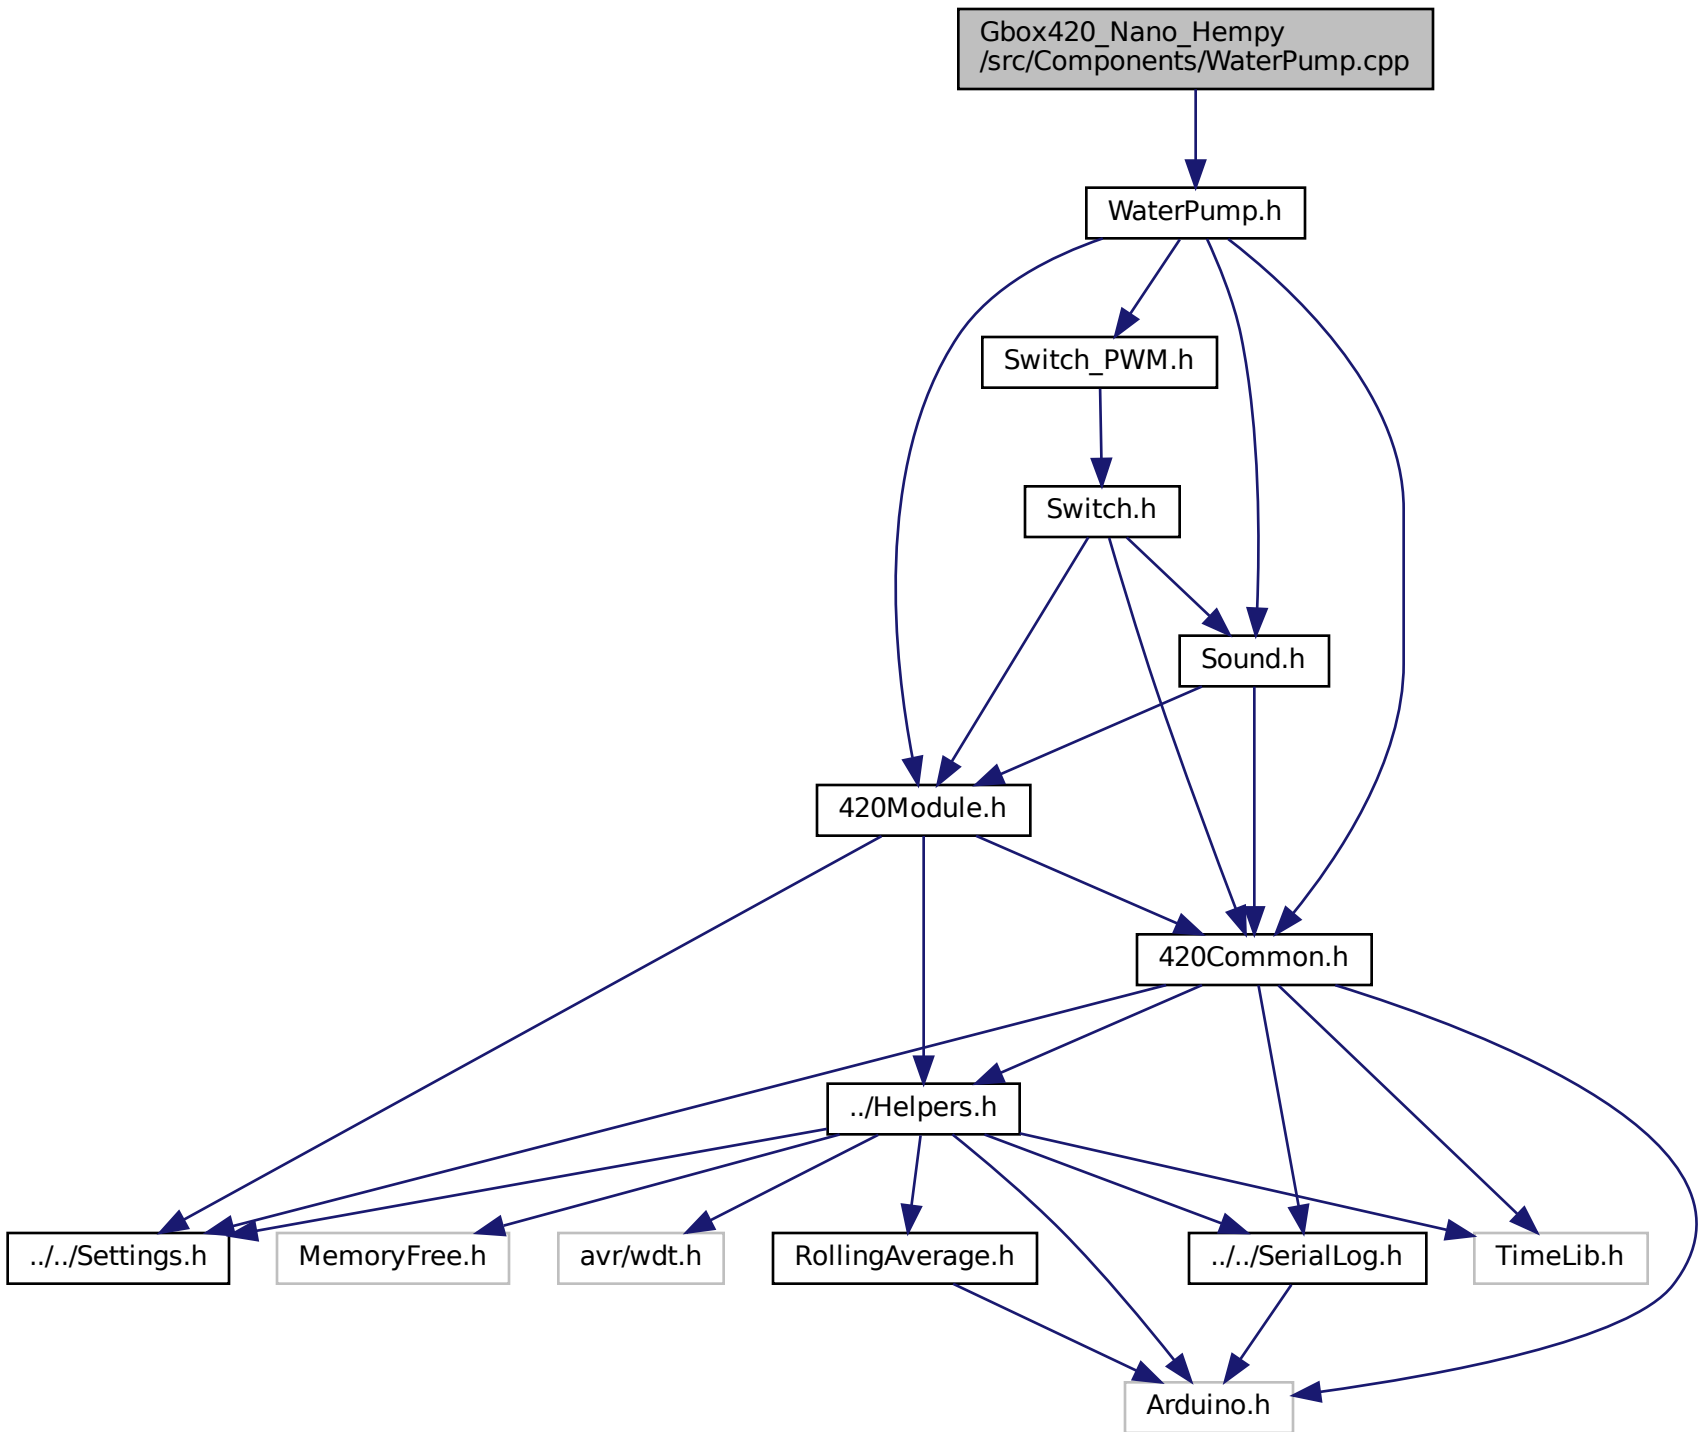 Gbox420_Nano_Hempy
/src/Components/WaterPump.cpp
WaterPump.h
Switch_PWM.h
Switch.h
Sound.h
420Module.h
420Common.h
../Helpers.h
../../Settings.h
MemoryFree.h
avr/wdt.h
RollingAverage.h
../../SerialLog.h
TimeLib.h
Arduino.h